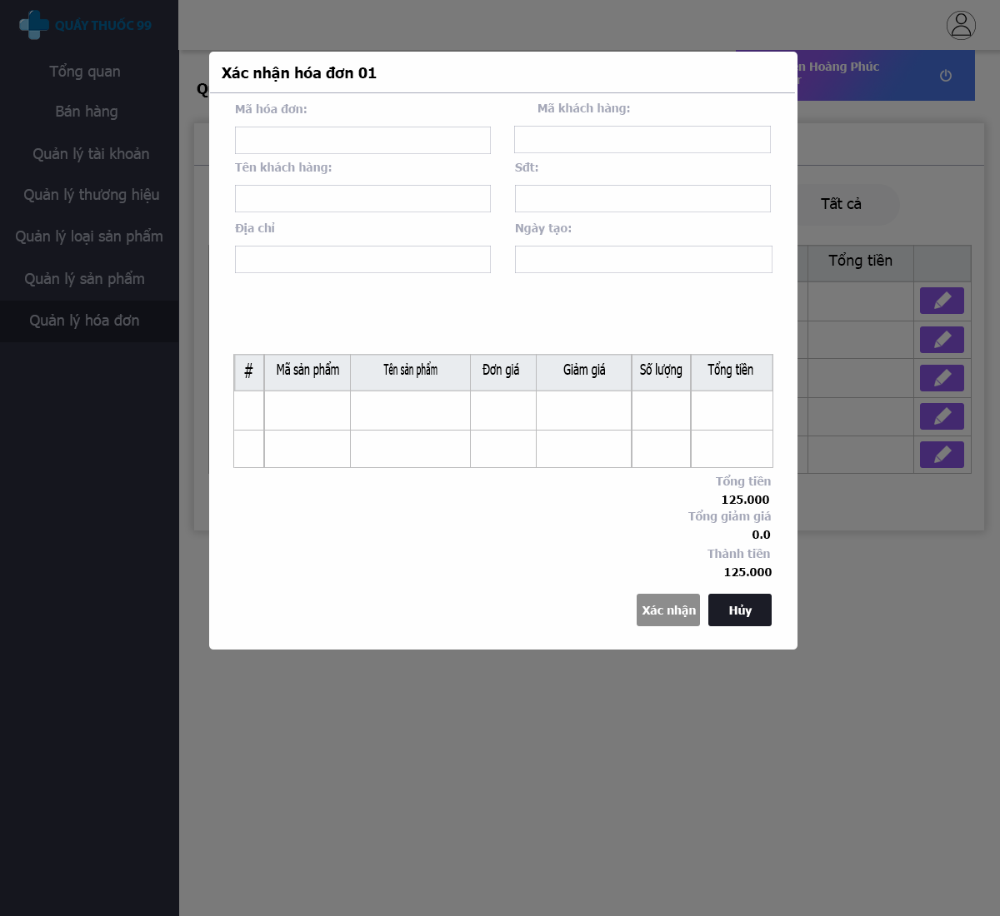 QUẦY THUỐC 99
Tổng quan
Bán hàng
Quản lý tài khoản
Quản lý thương hiệu
Quản lý loại sản phẩm
Quản lý sản phẩm
Quản lý hóa đơn
Hoàng Phúc
Tất cả
Tổng tiền
Xác nhận hóa đơn 01
Mã hóa đơn: Mã khách hàng:
Tên khách hàng: Sđt:
Địa chỉ Ngày tạo:
# Mã sản phẩm Tên sản phẩm Đơn giá Giảm giá Số lượng Tổng tiền
Tổng tiền
125.000
Tổng giảm giá
0.0
Thành tiền
125.000
Xác nhận Hủy